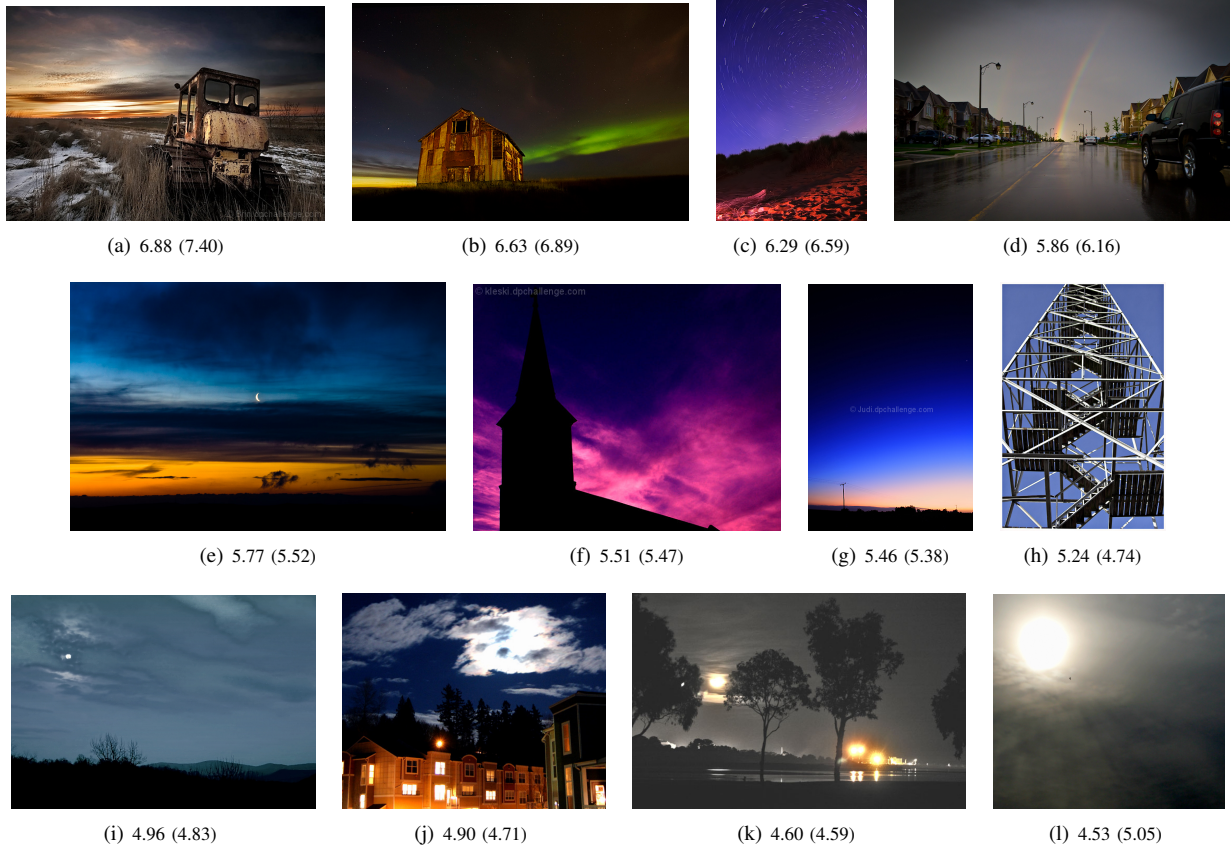 (a) 6.88 (7.40)
(b) 6.63 (6.89)
(c) 6.29 (6.59)
(d) 5.86 (6.16)
© kleski.dpchallenge.com
© Judi.dpchallenge.com
(e) 5.77 (5.52)
(f) 5.51 (5.47)
(g) 5.46 (5.38)
(h) 5.24 (4.74)
(i) 4.96 (4.83)
(j) 4.90 (4.71)
(k) 4.60 (4.59)
(l) 4.53 (5.05)